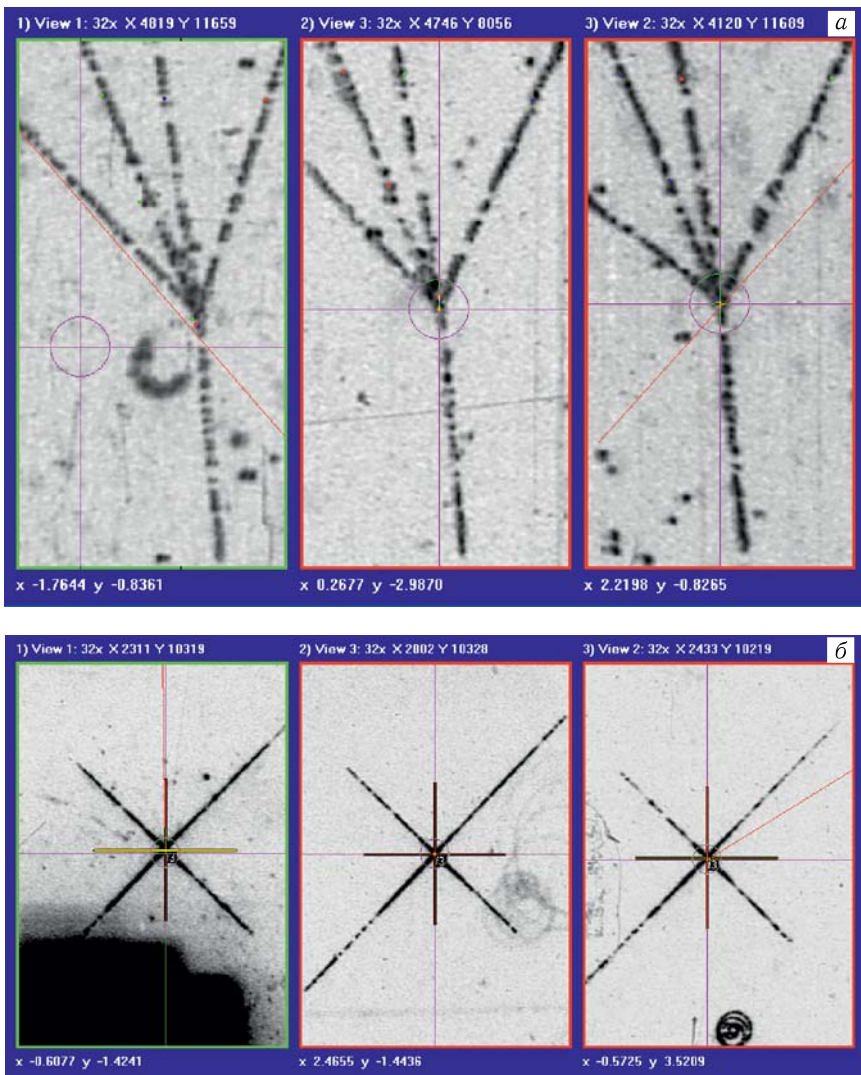 1) View 1: 32x X 4819 Y 11659
2) View 3: 32x X 4746 Y 8056
3) View 2: 32x X 4120 Y 11689
а
x -1.7644 y -0.8361
x 0.2677 y -2.9870
x 2.2198 y -0.8265
1) View 1: 32x X 2311 Y 10319
2) View 3: 32x X 2002 Y 10328
3) View 2: 32x X 2433 Y 10219
б
x -0.6077 y -1.4241
x 2.4655 y -1.4436
x -0.5725 y 3.5209